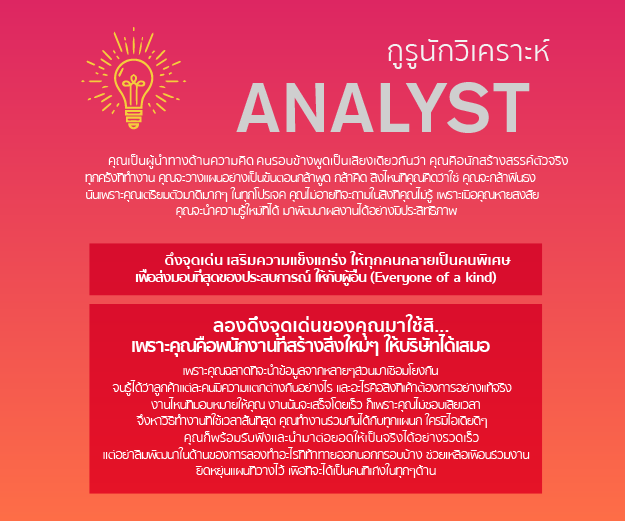 กูรูนักวิเคราะห์
ANALYST
คุณเป็นผู้นำทางด้านความคิด คนรอบข้างพูดเป็นเสียงเดียวกันว่า คุณคือนักสร้างสรรค์ตัวจริง
ทุกครั้งที่ทำงาน คุณจะวางแผนอย่างเป็นขั้นตอนกล้าพูด กล้าคิด สิ่งไหนที่คุณคิดว่าใช่ คุณจะกล้าฟันธง
นั่นเพราะคุณเตรียมตัวมาดีมากๆ ในทุกโปรเจค คุณไม่อายที่จะถามในสิ่งที่คุณไม่รู้ เพราะเมื่อคุณหายสงสัย
คุณจะนำความรู้ใหม่ที่ได้ มาพัฒนาผลงานได้อย่างมีประสิทธิภาพ
ดึงจุดเด่น เสริมความแข็งแกร่ง ให้ทุกคนกลายเป็นคนพิเศษ
เพื่อส่งมอบที่สุดของประสบการณ์ ให้กับผู้อื่น (Everyone of a kind)
ลองดึงจุดเด่นของคุณมาใช้สิ...
เพราะคุณคือพนักงานที่สร้างสิ่งใหม่ๆ ให้บริษัทได้เสมอ
เพราะคุณฉลาดที่จะนำข้อมูลจากหลายๆส่วนมาเชื่อมโยงกัน
จนรู้ได้ว่าลูกค้าแต่ละคนมีความแตกต่างกันอย่างไร และอะไรคือสิ่งที่เค้าต้องการอย่างแท้จริง
งานไหนที่มอบหมายให้คุณ งานนั้นจะเสร็จโดยเร็ว ก็เพราะคุณไม่ชอบเสียเวลา
จึงหาวิธีทำงานที่ใช้เวลาสั้นที่สุด คุณทำงานร่วมกันได้กับทุกแผนก ใครมีไอเดียดีๆ
คุณก็พร้อมรับฟังและนำมาต่อยอดให้เป็นจริงได้อย่างรวดเร็ว
แต่อย่าลืมพัฒนาในด้านของการลองทำอะไรที่ท้าทายออกนอกกรอบบ้าง ช่วยเหลือเพื่อนร่วมงาน
ยืดหยุ่นแผนที่วางไว้ เพื่อที่จะได้เป็นคนที่เก่งในทุกๆด้าน